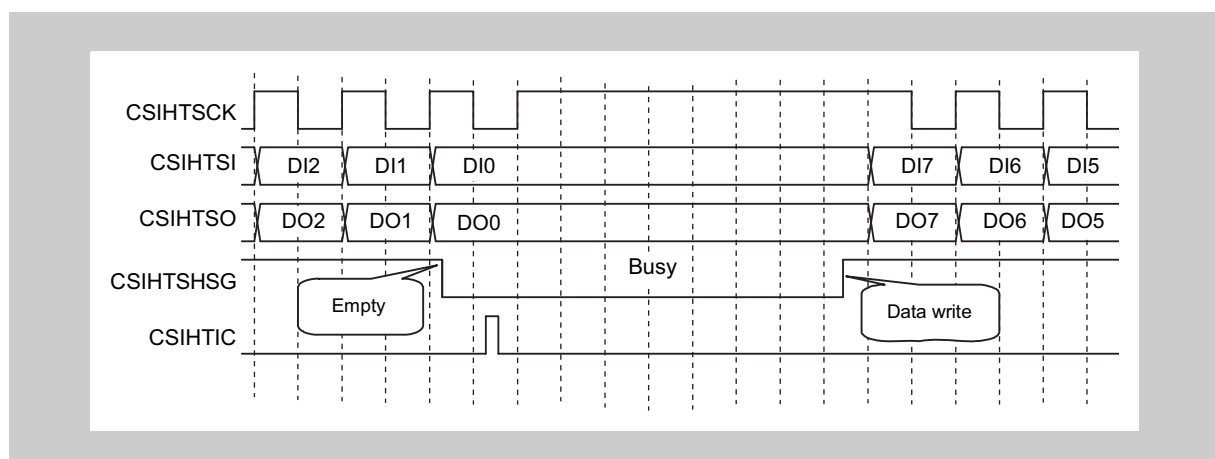 CSIHTSCK
CSIHTSI DI2 DI1 DI0 DI7 DI6 DI5
CSIHTSO DO2 DO1 DO0 DO7 DO6 DO5
CSIHTSHSG Busy
Empty Data write
CSIHTIC